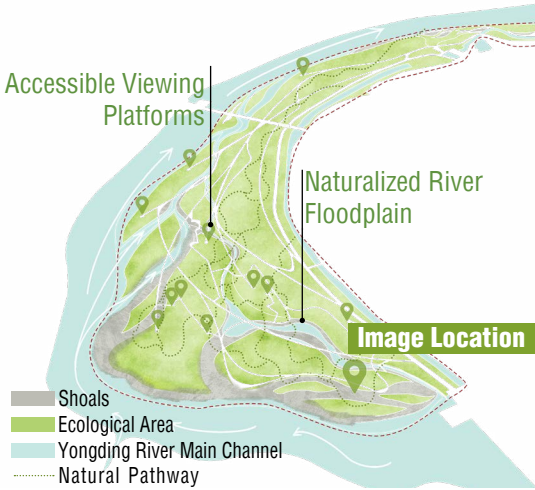 Accessible Viewing
Platforms
Naturalized River
Floodplain
Image Location
Shoals
Ecological Area
Yongding River Main Channel
Natural Pathway